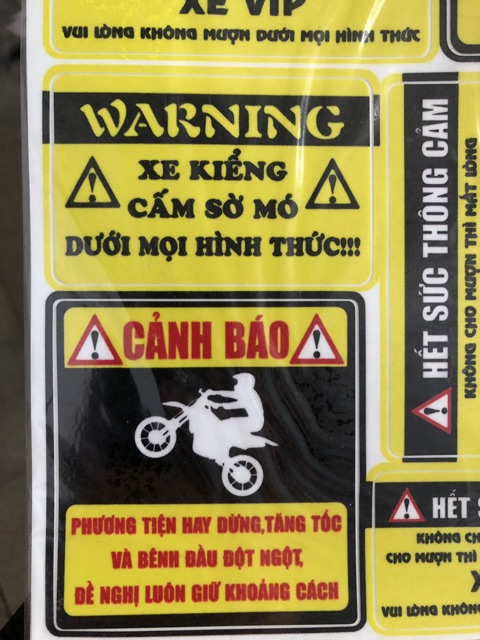 XE VIP
VUI LÒNG KHÔNG MƯỢN DƯỚI MỌI HÌNH THỨC
WARNING
XE KIỂNG
CẤM SỜ MÓ
DƯỚI MỌI HÌNH THỨC!!!
CẢNH BÁO
PHƯƠNG TIỆN HAY DỪNG,TĂNG TỐC
VÀ BÊNH ĐẦU ĐỘT NGỘT,
ĐỀ NGHỊ LUÔN GIỮ KHOẢNG CÁCH
HẾT SỨC THÔNG CẢM
KHÔNG CHO MƯỢN THÌ MẤT LÒNG
HẾT
KHÔNG
CHO MƯỢN THÌ
VUI LÒNG KHÔNG